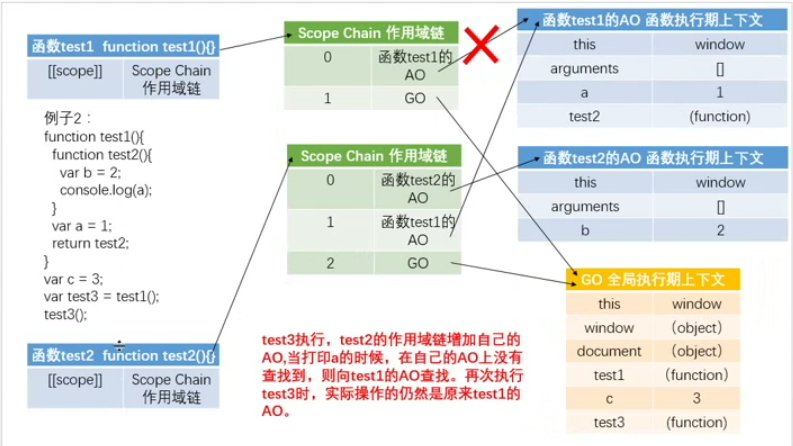 函数test1 function test1(){}
[[scope]] Scope Chain
作用域链
例子2：
function test1(){
function test2(){
var b = 2;
console.log(a);
}
var a = 1;
return test2;
}
var c = 3;
var test3 = test1();
test3();
函数test2 function test2(){}
[[scope]] Scope Chain
作用域链
Scope Chain 作用域链
0 函数test1的
AO
1 GO
Scope Chain 作用域链
0 函数test2的
AO
1 函数test1的
AO
2 GO
test3执行，test2的作用域链增加自己的
AO,当打印a的时候，在自己的AO上没有
查找到，则向test1的AO查找。再次执行
test3时，实际操作的仍然是原来test1的
AO。
函数test1的AO 函数执行期上下文
this window
arguments []
a 1
test2 (function)
函数test2的AO 函数执行期上下文
this window
arguments []
b 2
GO 全局执行期上下文
this window
window （object）
document （object）
test1 （function）
c 3
test3 （function）